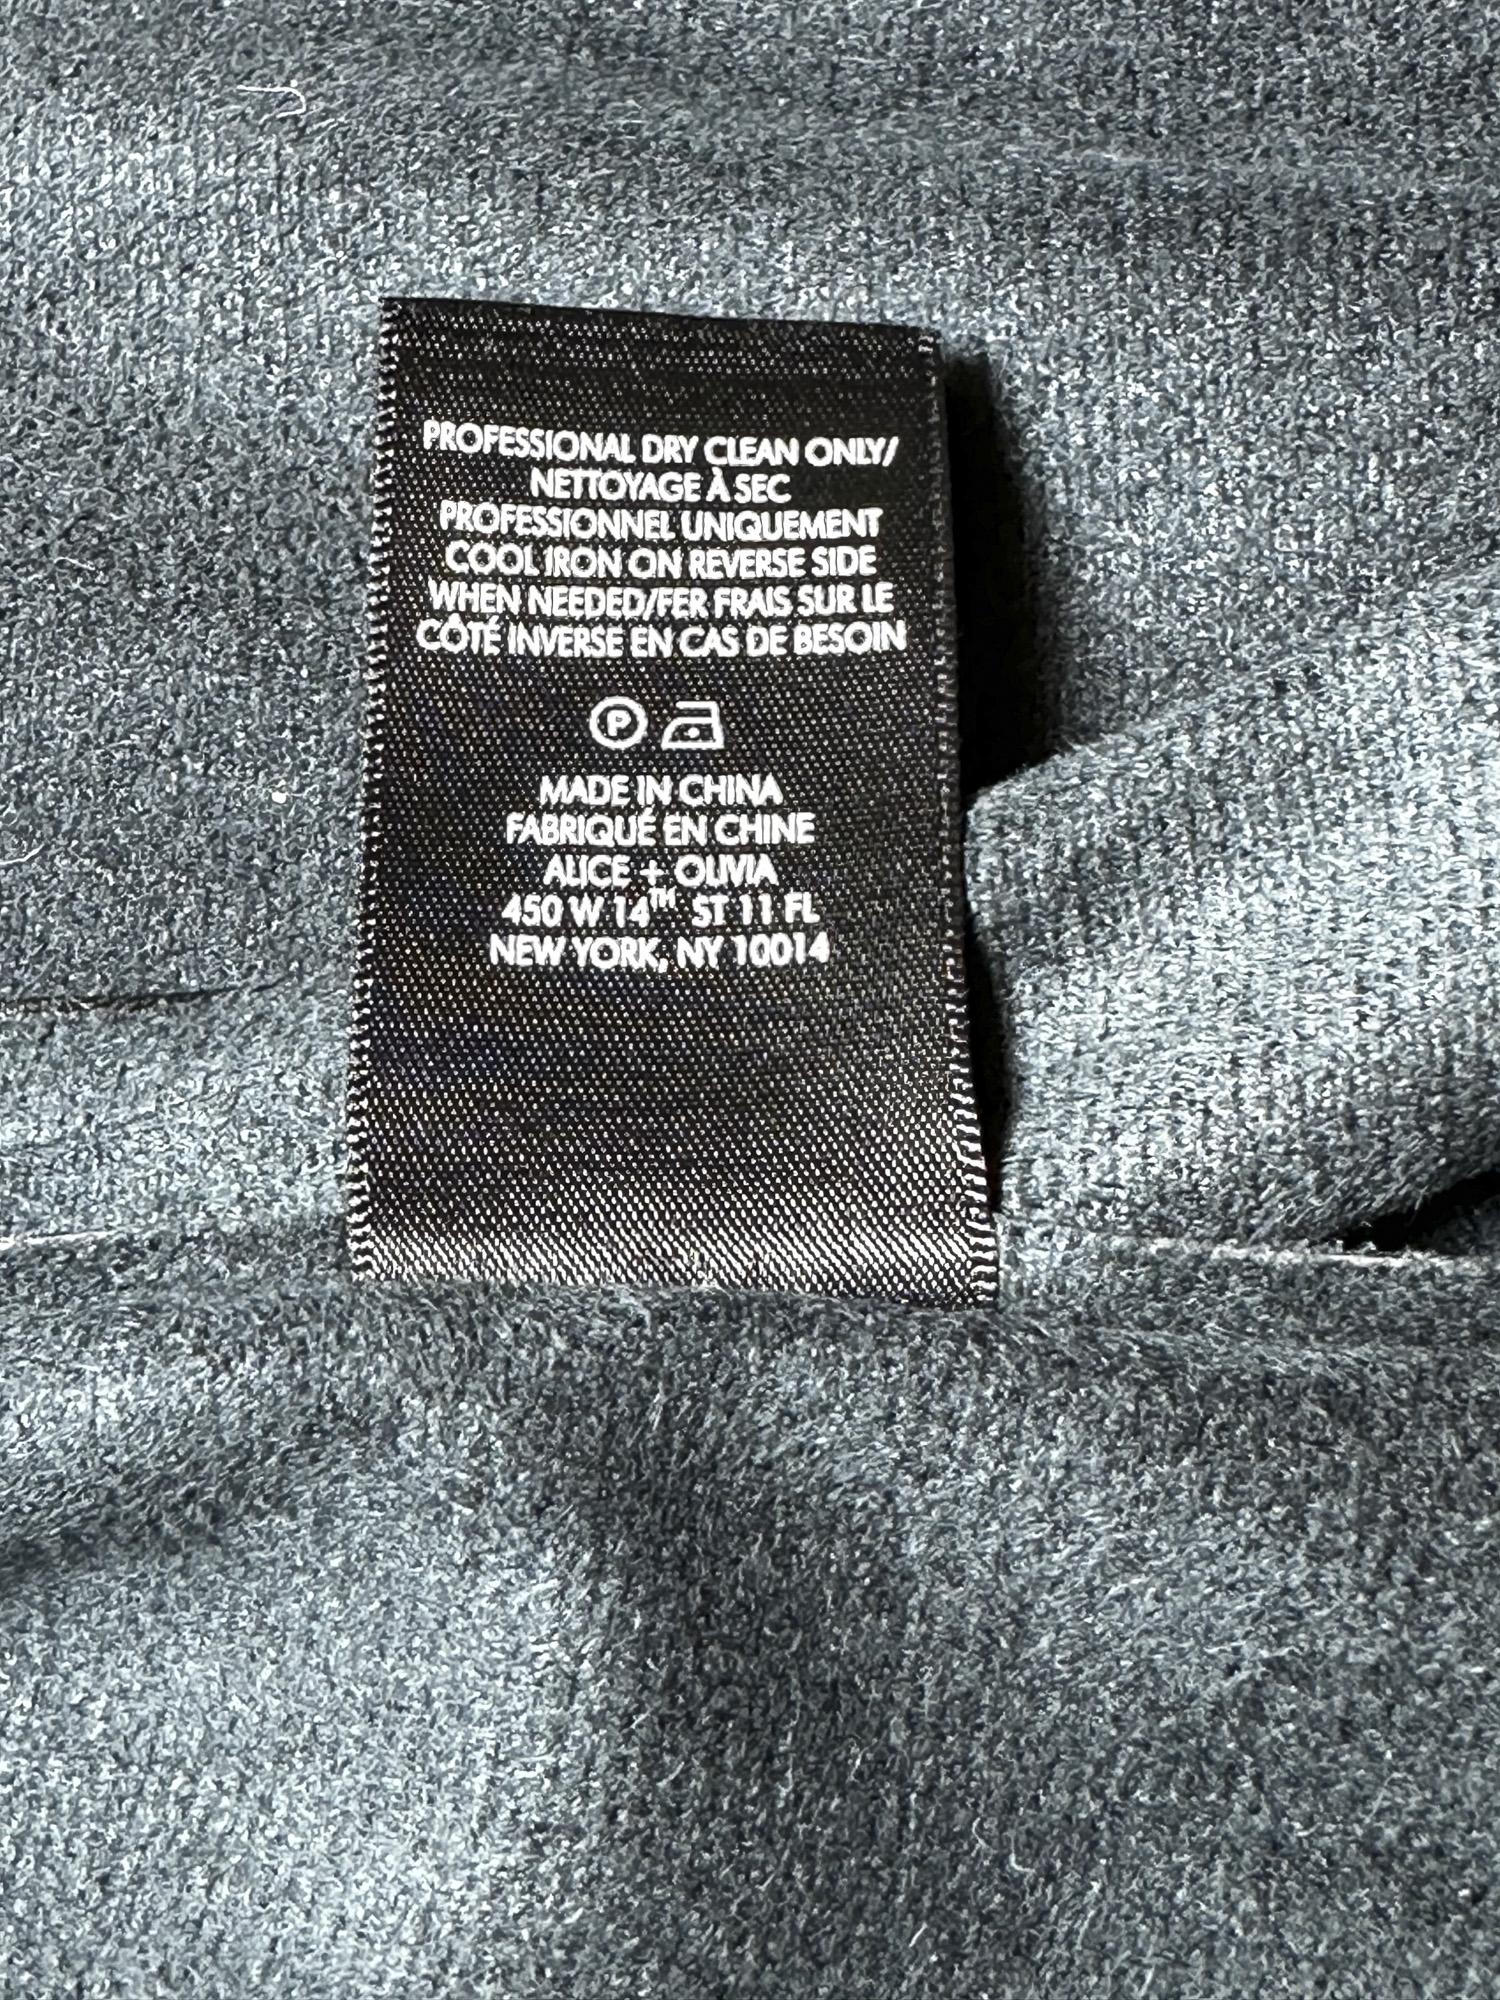 PROFESSIONAL DRY CLEAN ONLY/
NETTOYAGE À SEC
PROFESSIONNEL UNIQUEMENT
COOL IRON ON REVERSE SIDE
WHEN NEEDED/FER FRAIS SUR LE
CÔTÉ INVERSE EN CAS DE BESOIN
P
MADE IN CHINA
FABRIQUÉ EN CHINE
ALICE + OLIVIA
450 W 14TH ST 11 FL
NEW YORK, NY 10014